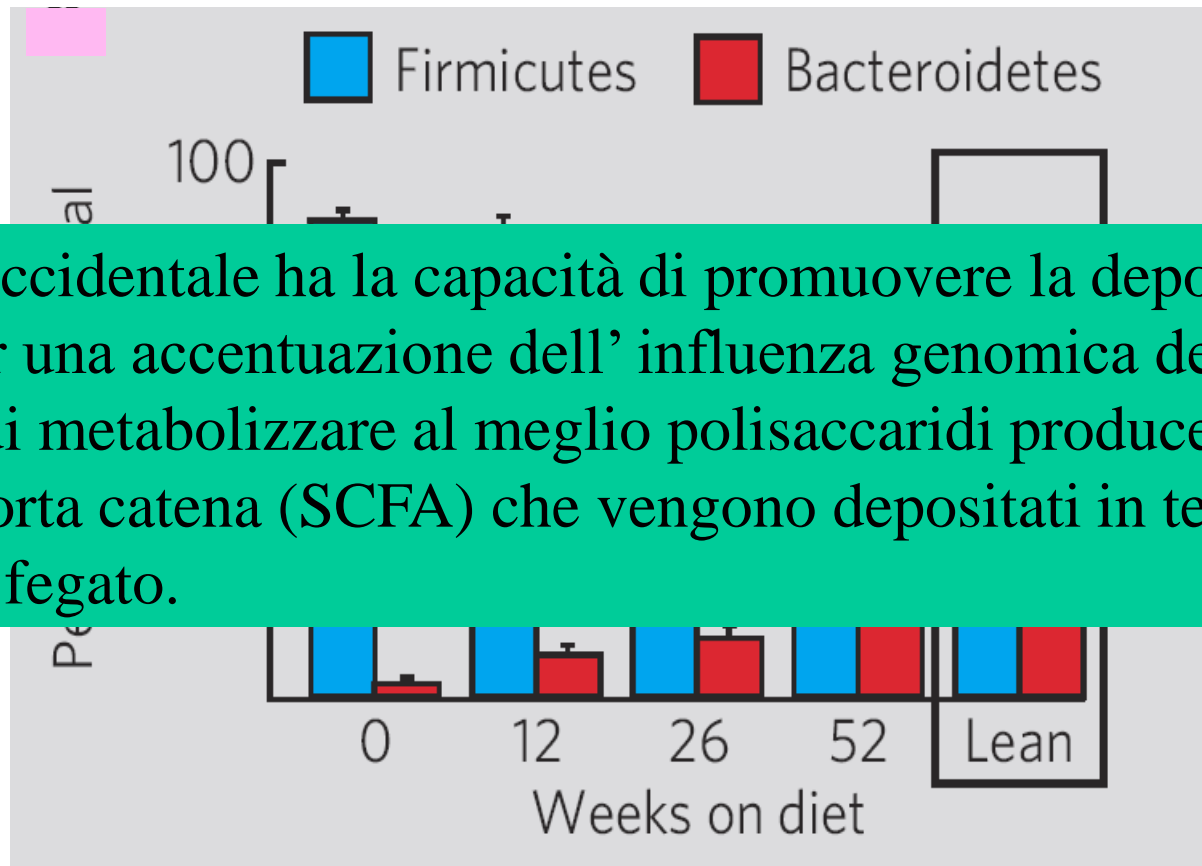 Firmicutes Bacteroidetes
100
al
ccidentale ha la capacità di promuovere la depo
una accentuazione dell’ influenza genomica de
i metabolizzare al meglio polisaccaridi produce
orta catena (SCFA) che vengono depositati in te
fegato.
Pe
0 12 26 52 Lean
Weeks on diet